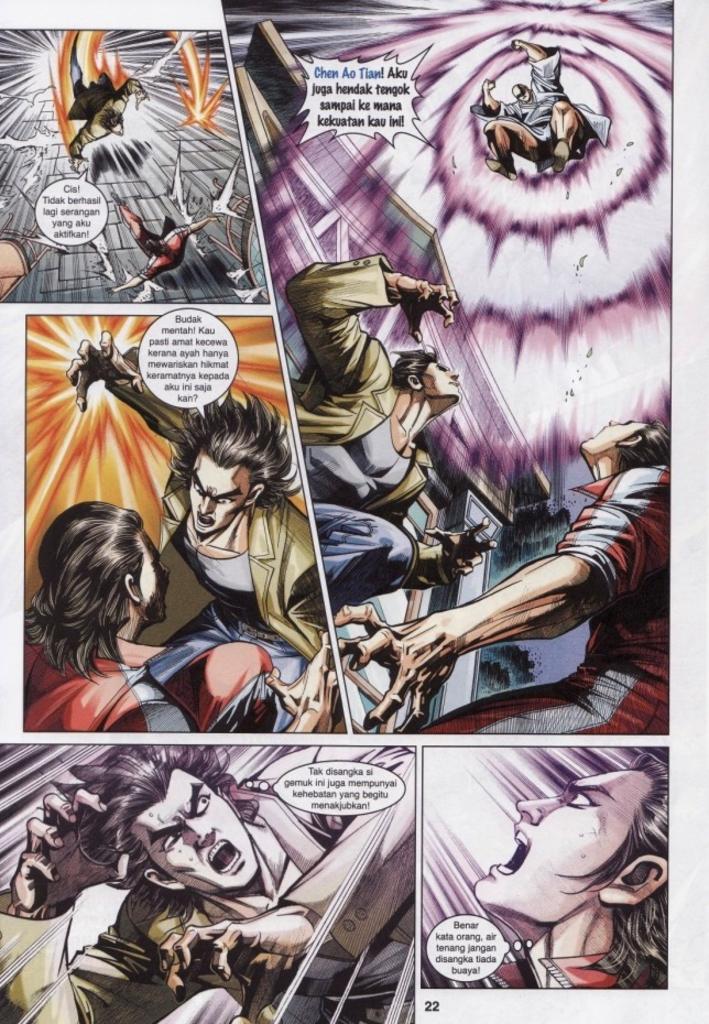 Cis!
Tidak berhasil
lagi serangan
yang aku
aktifkan!
Budak
mentah! Kau
pasti amat kecewa
kerana ayah hanya
mewariskan hikmat
keramatnya kepada
aku ini saja
kan?
Chen Ao Tian! Aku
juga hendak tengok
sampai ke mana
kekuatan kau ini!
Tak disangka si
gemuk ini juga mempunyai
kehebatan yang begitu
menakjubkan!
Benar
kata orang, air
tenang jangan
disangka tiada
buaya!
22